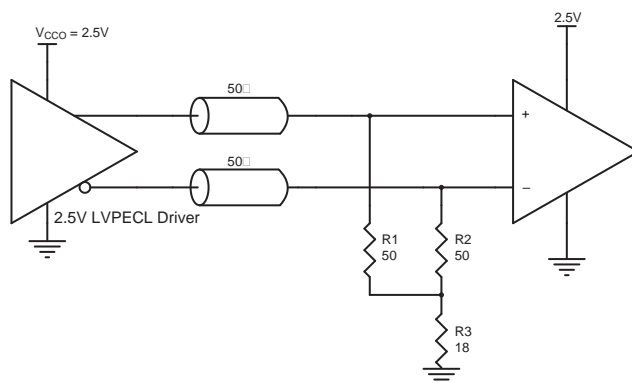 V_CCO = 2.5V
2.5V
50□
50□
+
−
2.5V LVPECL Driver
R1
50
R2
50
R3
18